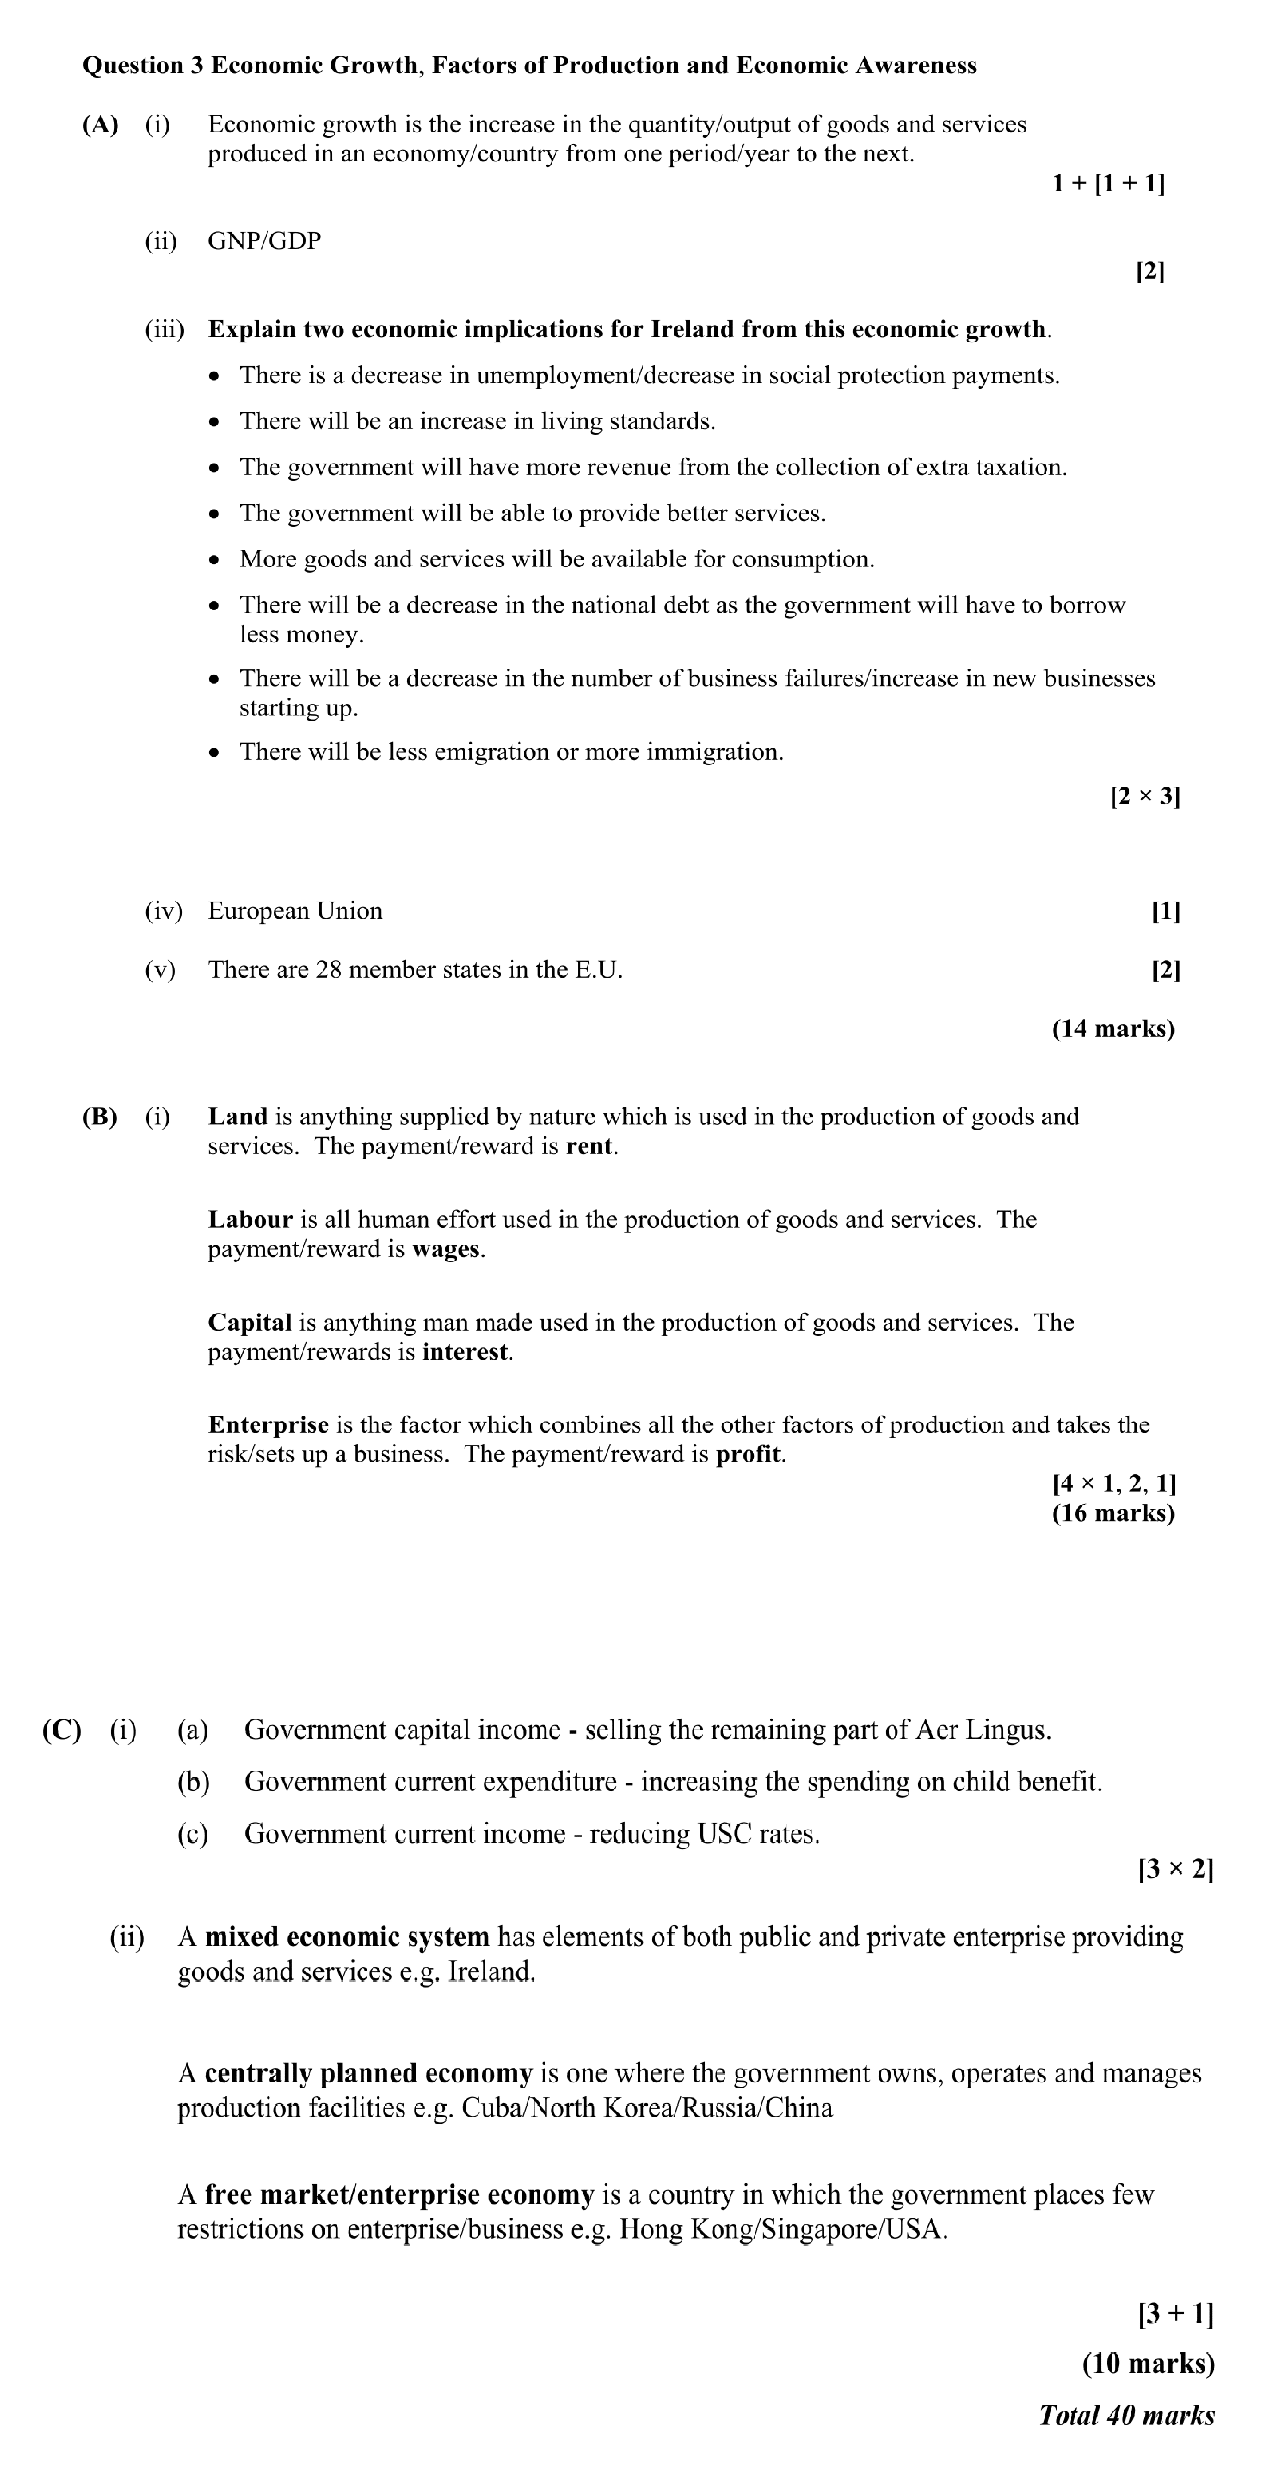 Question 3 Economic Growth, Factors of Production and Economic Awareness
(A) (i) Economic growth is the increase in the quantity/output of goods and services
produced in an economy/country from one period/year to the next.
1 + [1 + 1]
(ii) GNP/GDP
[2]
(iii) Explain two economic implications for Ireland from this economic growth.
• There is a decrease in unemployment/decrease in social protection payments.
• There will be an increase in living standards.
• The government will have more revenue from the collection of extra taxation.
• The government will be able to provide better services.
• More goods and services will be available for consumption.
• There will be a decrease in the national debt as the government will have to borrow
less money.
• There will be a decrease in the number of business failures/increase in new businesses
starting up.
• There will be less emigration or more immigration.
[2 × 3]
(iv) European Union [1]
(v) There are 28 member states in the E.U. [2]
(14 marks)
(B) (i) Land is anything supplied by nature which is used in the production of goods and
services. The payment/reward is rent.
Labour is all human effort used in the production of goods and services. The
payment/reward is wages.
Capital is anything man made used in the production of goods and services. The
payment/rewards is interest.
Enterprise is the factor which combines all the other factors of production and takes the
risk/sets up a business. The payment/reward is profit.
[4 × 1, 2, 1]
(16 marks)
(C) (i) (a) Government capital income - selling the remaining part of Aer Lingus.
(b) Government current expenditure - increasing the spending on child benefit.
(c) Government current income - reducing USC rates.
[3 × 2]
(ii) A mixed economic system has elements of both public and private enterprise providing
goods and services e.g. Ireland.
A centrally planned economy is one where the government owns, operates and manages
production facilities e.g. Cuba/North Korea/Russia/China
A free market/enterprise economy is a country in which the government places few
restrictions on enterprise/business e.g. Hong Kong/Singapore/USA.
[3 + 1]
(10 marks)
Total 40 marks